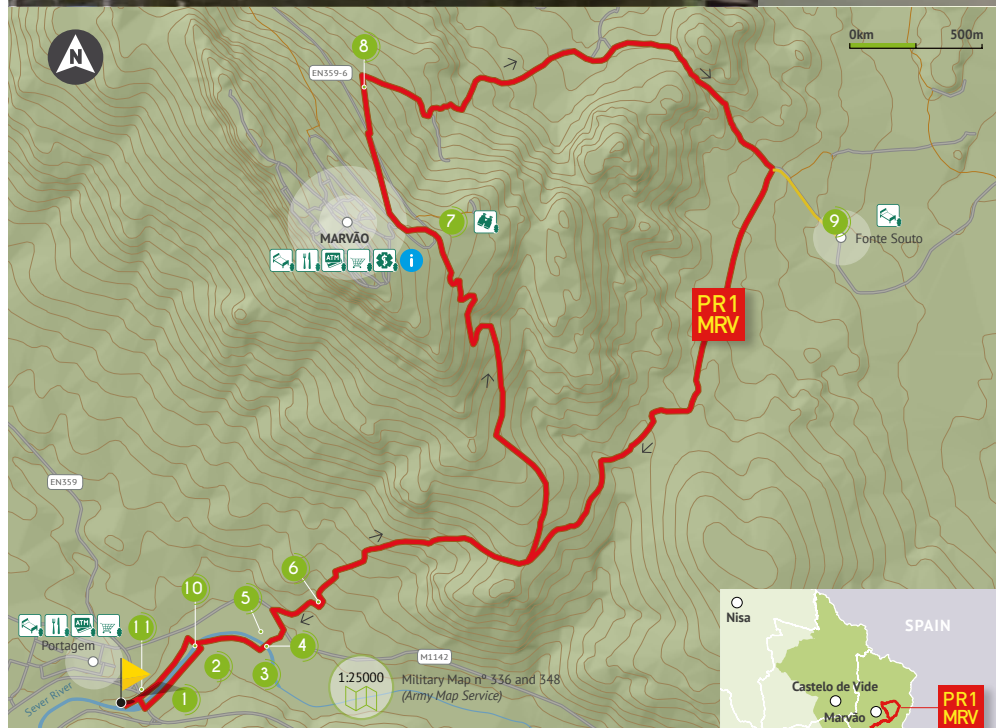 N
8
0km 500m
EN359-6
7
MARVÃO
ATM
i
9
Fonte Souto
PR1
MRV
EN359
6
10
5
11
ATM
Portagem
4
2
3
1
M1142
Sever River
1:25000
Military Map nº 336 and 348
(Army Map Service)
Nisa
SPAIN
Castelo de Vide
Marvão
PR1
MRV